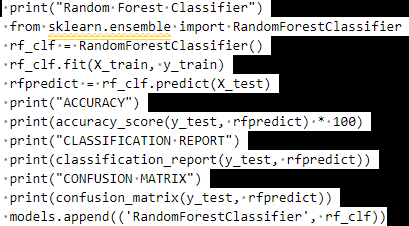 print("Random Forest Classifier")
from sklearn.ensemble import RandomForestClassifier
rf_clf = RandomForestClassifier()
rf_clf.fit(X_train, y_train)
rfpredict = rf_clf.predict(X_test)
print("ACCURACY")
print(accuracy_score(y_test, rfpredict) * 100)
print("CLASSIFICATION REPORT")
print(classification_report(y_test, rfpredict))
print("CONFUSION MATRIX")
print(confusion_matrix(y_test, rfpredict))
models.append(('RandomForestClassifier', rf_clf))